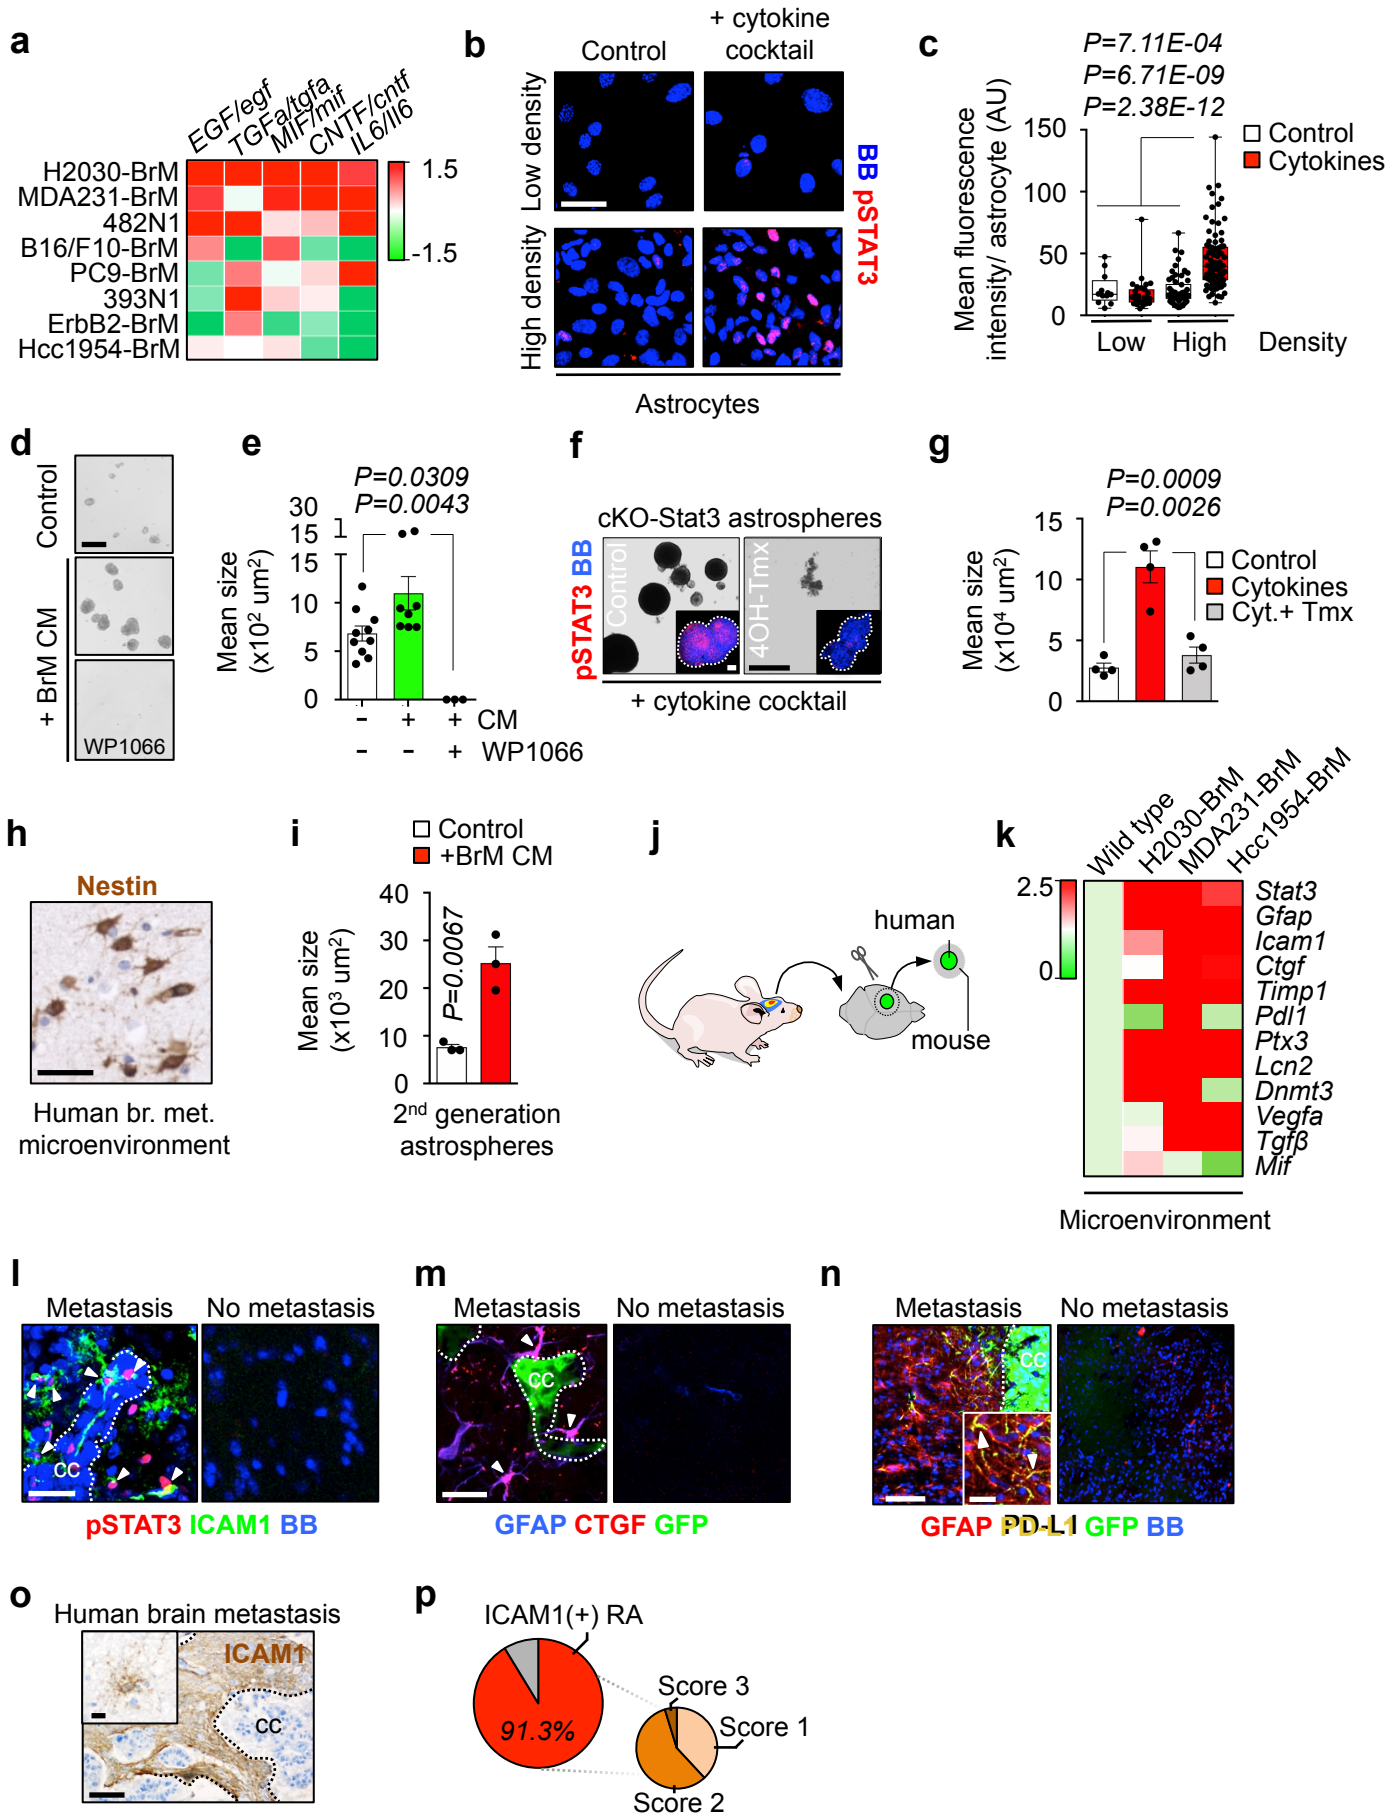 a
EGF/egf
TGFa/tgfa
MIF/mif
CNTF/cntf
IL6/Il6
H2030-BrM
MDA231-BrM
482N1
B16/F10-BrM
PC9-BrM
393N1
ErbB2-BrM
Hcc1954-BrM
1.5
-1.5
b
Control
+ cytokine
cocktail
Low density
High density
BB pSTAT3
Astrocytes
c
P=7.11E-04
P=6.71E-09
P=2.38E-12
Mean fluorescence
intensity/ astrocyte (AU)
150
100
50
0
Control
Cytokines
Low
High
Density
d
Control
+ BrM CM
WP1066
e
P=0.0309
P=0.0043
Mean size
(x10² um²)
30
15
15
10
5
0
- + + CM
- - + WP1066
f
cKO-Stat3 astrospheres
pSTAT3 BB
Control
4OH-Tmx
+ cytokine cocktail
g
P=0.0009
P=0.0026
Mean size
(x10⁴ um²)
15
10
5
0
Control
Cytokines
Cyt.+ Tmx
h
Nestin
Human br. met.
microenvironment
i
Control
+BrM CM
Mean size
(x10³ um²)
40
30
20
10
0
P=0.0067
2nd generation
astrospheres
j
human
mouse
k
Wild type
H2030-BrM
MDA231-BrM
Hcc1954-BrM
2.5
0
Stat3
Gfap
Icam1
Ctgf
Timp1
Pdl1
Ptx3
Lcn2
Dnmt3
Vegfa
Tgfβ
Mif
Microenvironment
l
Metastasis
No metastasis
cc
pSTAT3 ICAM1 BB
m
Metastasis
No metastasis
cc
GFAP CTGF GFP
n
Metastasis
No metastasis
cc
GFAP PD-L1 GFP BB
o
Human brain metastasis
ICAM1
cc
p
ICAM1(+) RA
91.3%
Score 3
Score 1
Score 2